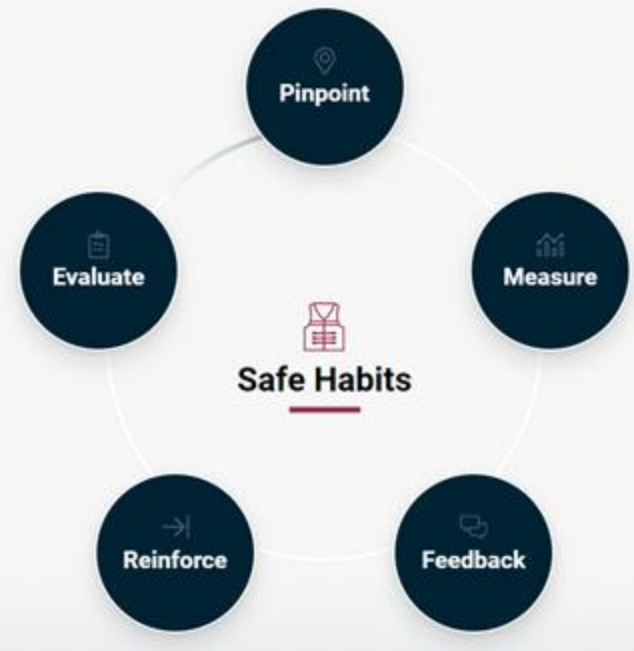 Pinpoint
Measure
Feedback
Reinforce
Evaluate
Safe Habits